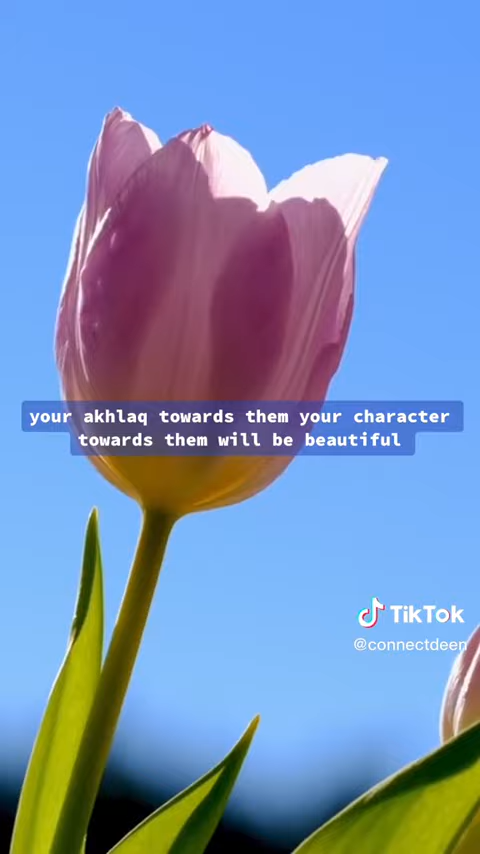 your akhlaq towards them your character
towards them will be beautiful
TikTok
@connectdeen